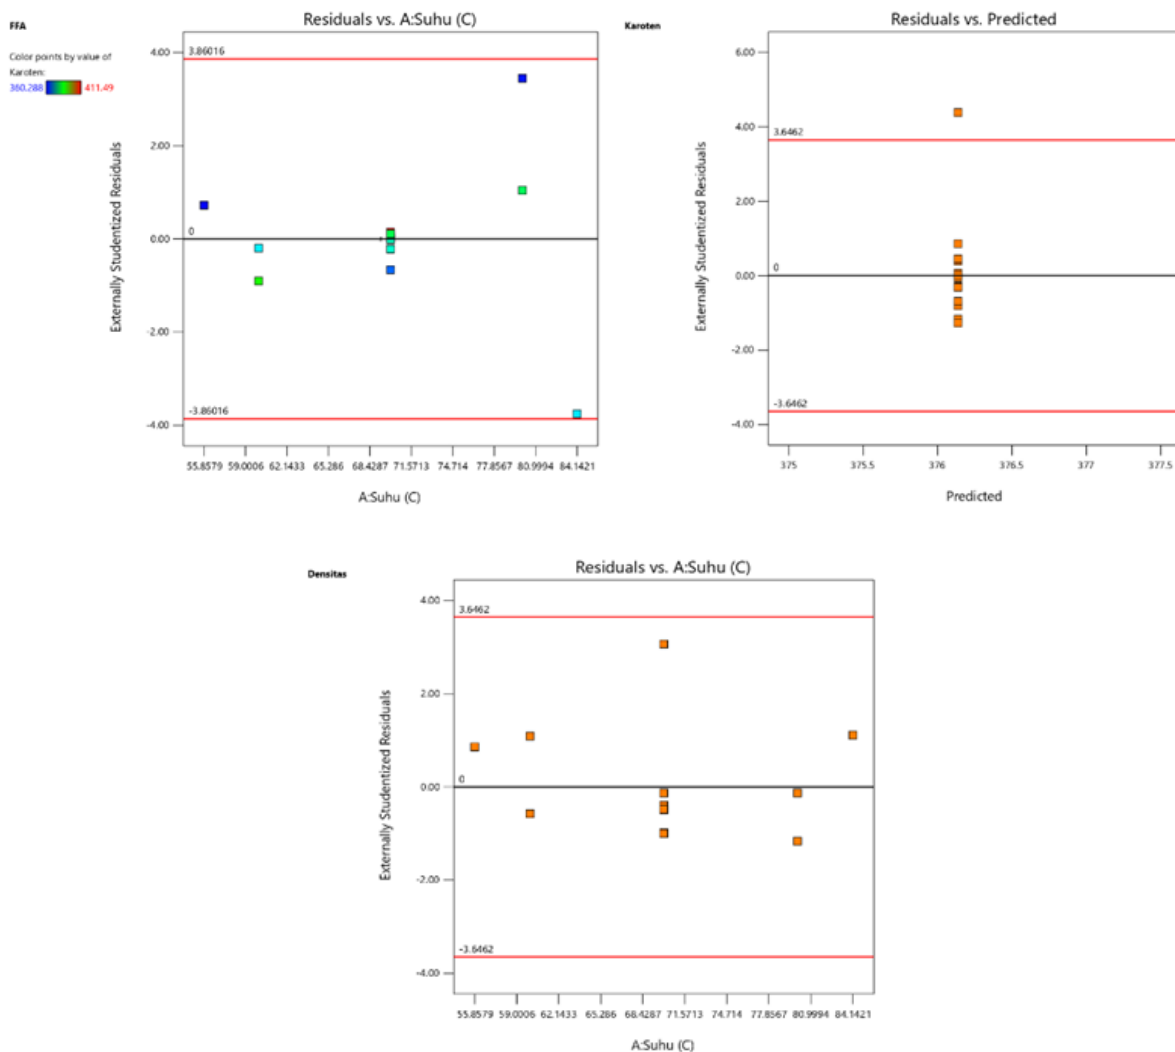 FFA
Color points by value of
Karoten:
360.288 411.49
Residuals vs. A:Suhu (C)
Externally Studentized Residuals
4.00
2.00
0.00
-2.00
-4.00
3.86016
0
-3.86016
55.8579 59.0006 62.1433 65.286 68.4287 71.5713 74.714 77.8567 80.9994 84.1421
A:Suhu (C)
Karoten
Residuals vs. Predicted
Externally Studentized Residuals
6.00
4.00
2.00
0.00
-2.00
-4.00
3.6462
0
-3.6462
375 375.5 376 376.5 377 377.5
Predicted
Densitas
Residuals vs. A:Suhu (C)
Externally Studentized Residuals
4.00
2.00
0.00
-2.00
-4.00
3.6462
0
-3.6462
55.8579 59.0006 62.1433 65.286 68.4287 71.5713 74.714 77.8567 80.9994 84.1421
A:Suhu (C)